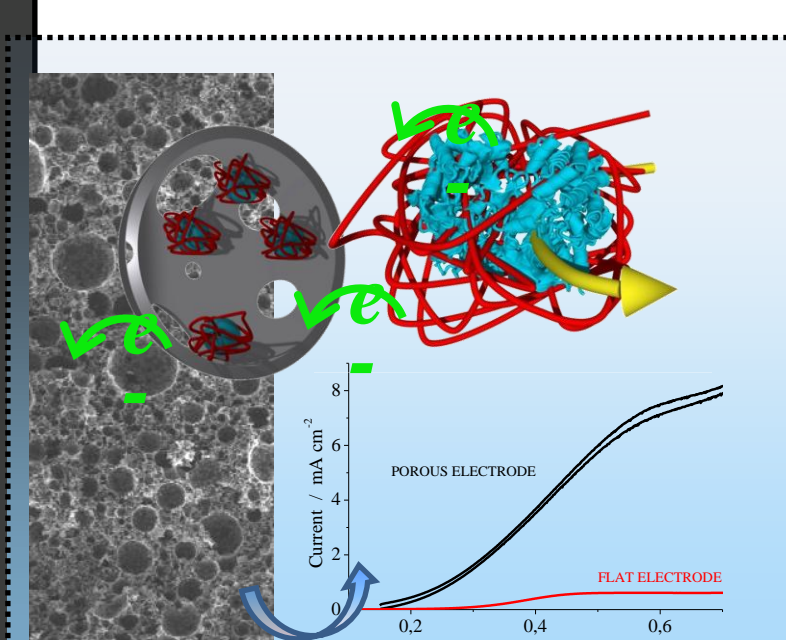 e
-
e
-
e
-
8
6
4
2
0
Current / mA cm⁻²
POROUS ELECTRODE
FLAT ELECTRODE
0,2
0,4
0,6